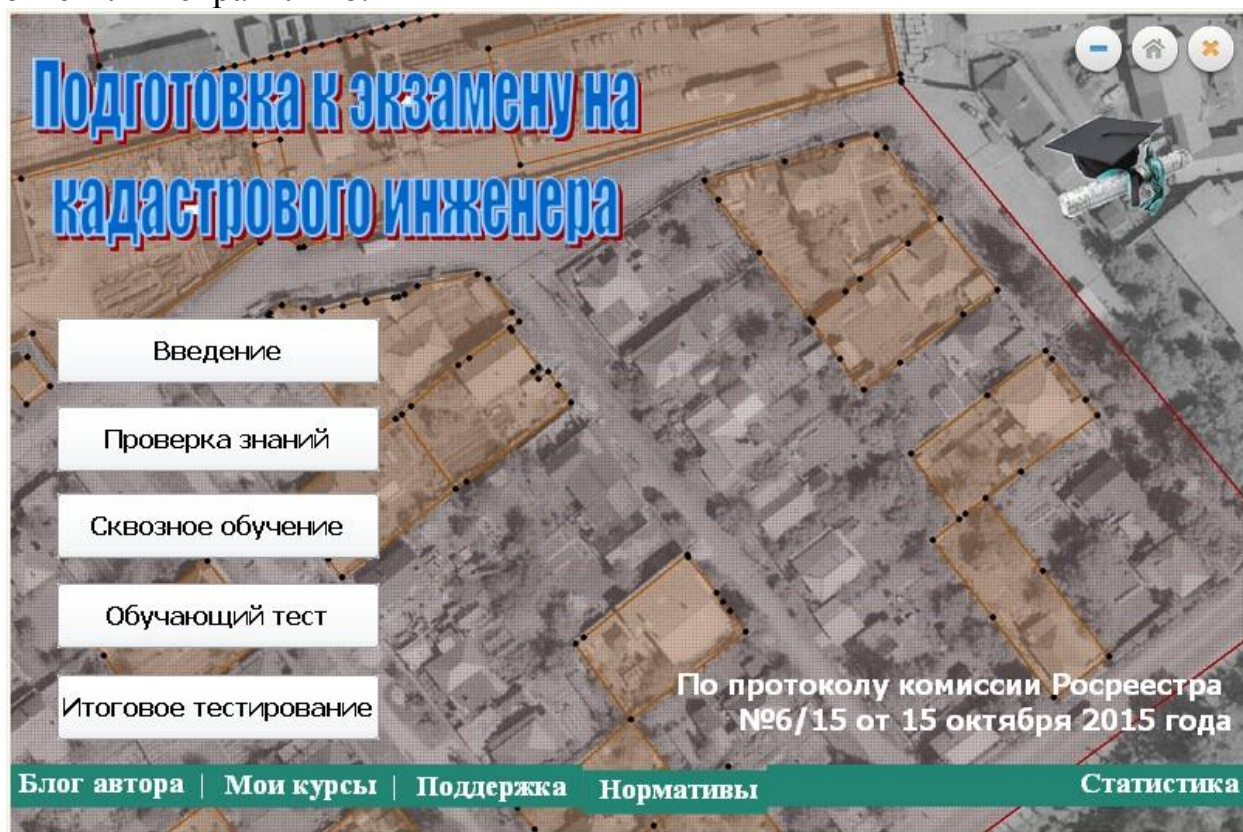 Подготовка к экзамену на
кадастрового инженера
Введение
Проверка знаний
Сквозное обучение
Обучающий тест
Итоговое тестирование
По протоколу комиссии Росреестра
№6/15 от 15 октября 2015 года
Блог автора | Мои курсы | Поддержка Нормативы Статистика